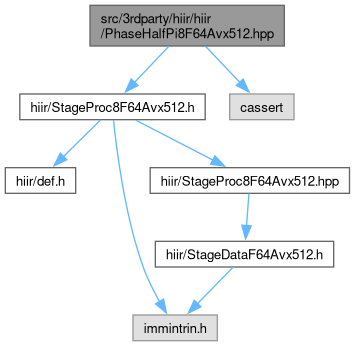 src/3rdparty/hiir/hiir
/PhaseHalfPi8F64Avx512.hpp
hiir/StageProc8F64Avx512.h
cassert
hiir/def.h
hiir/StageProc8F64Avx512.hpp
hiir/StageDataF64Avx512.h
immintrin.h